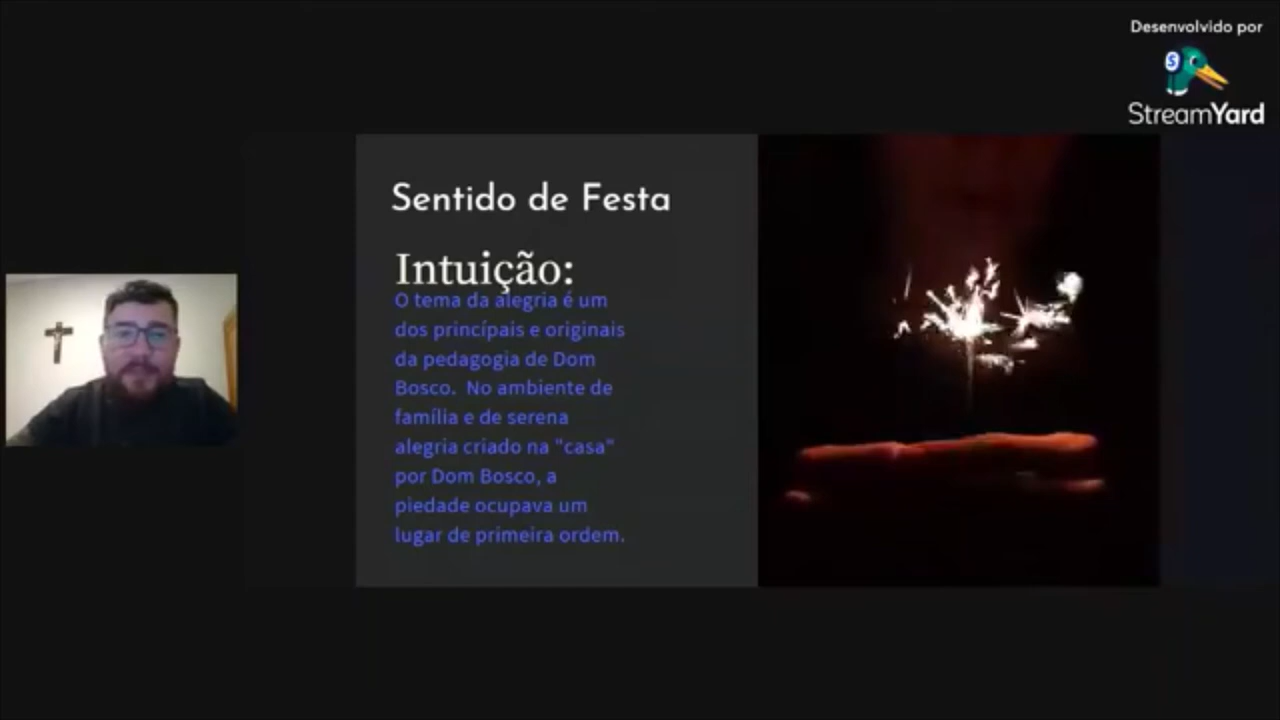 Desenvolvido por
StreamYard
Sentido de Festa
Intuição:
O tema da alegria é um
dos princípais e originais
da pedagogia de Dom
Bosco. No ambiente de
família e de serena
alegria criado na "casa"
por Dom Bosco, a
piedade ocupava um
lugar de primeira ordem.